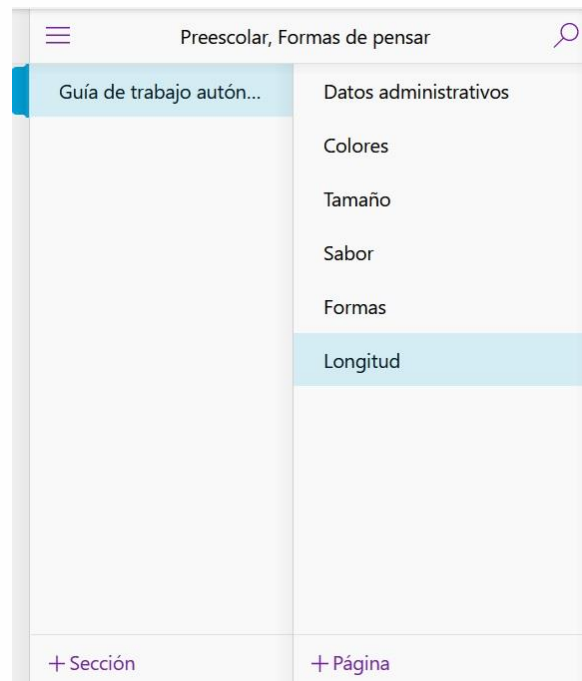 Preescolar, Formas de pensar
Guía de trabajo autón...
Datos administrativos
Colores
Tamaño
Sabor
Formas
Longitud
+ Sección
+ Página